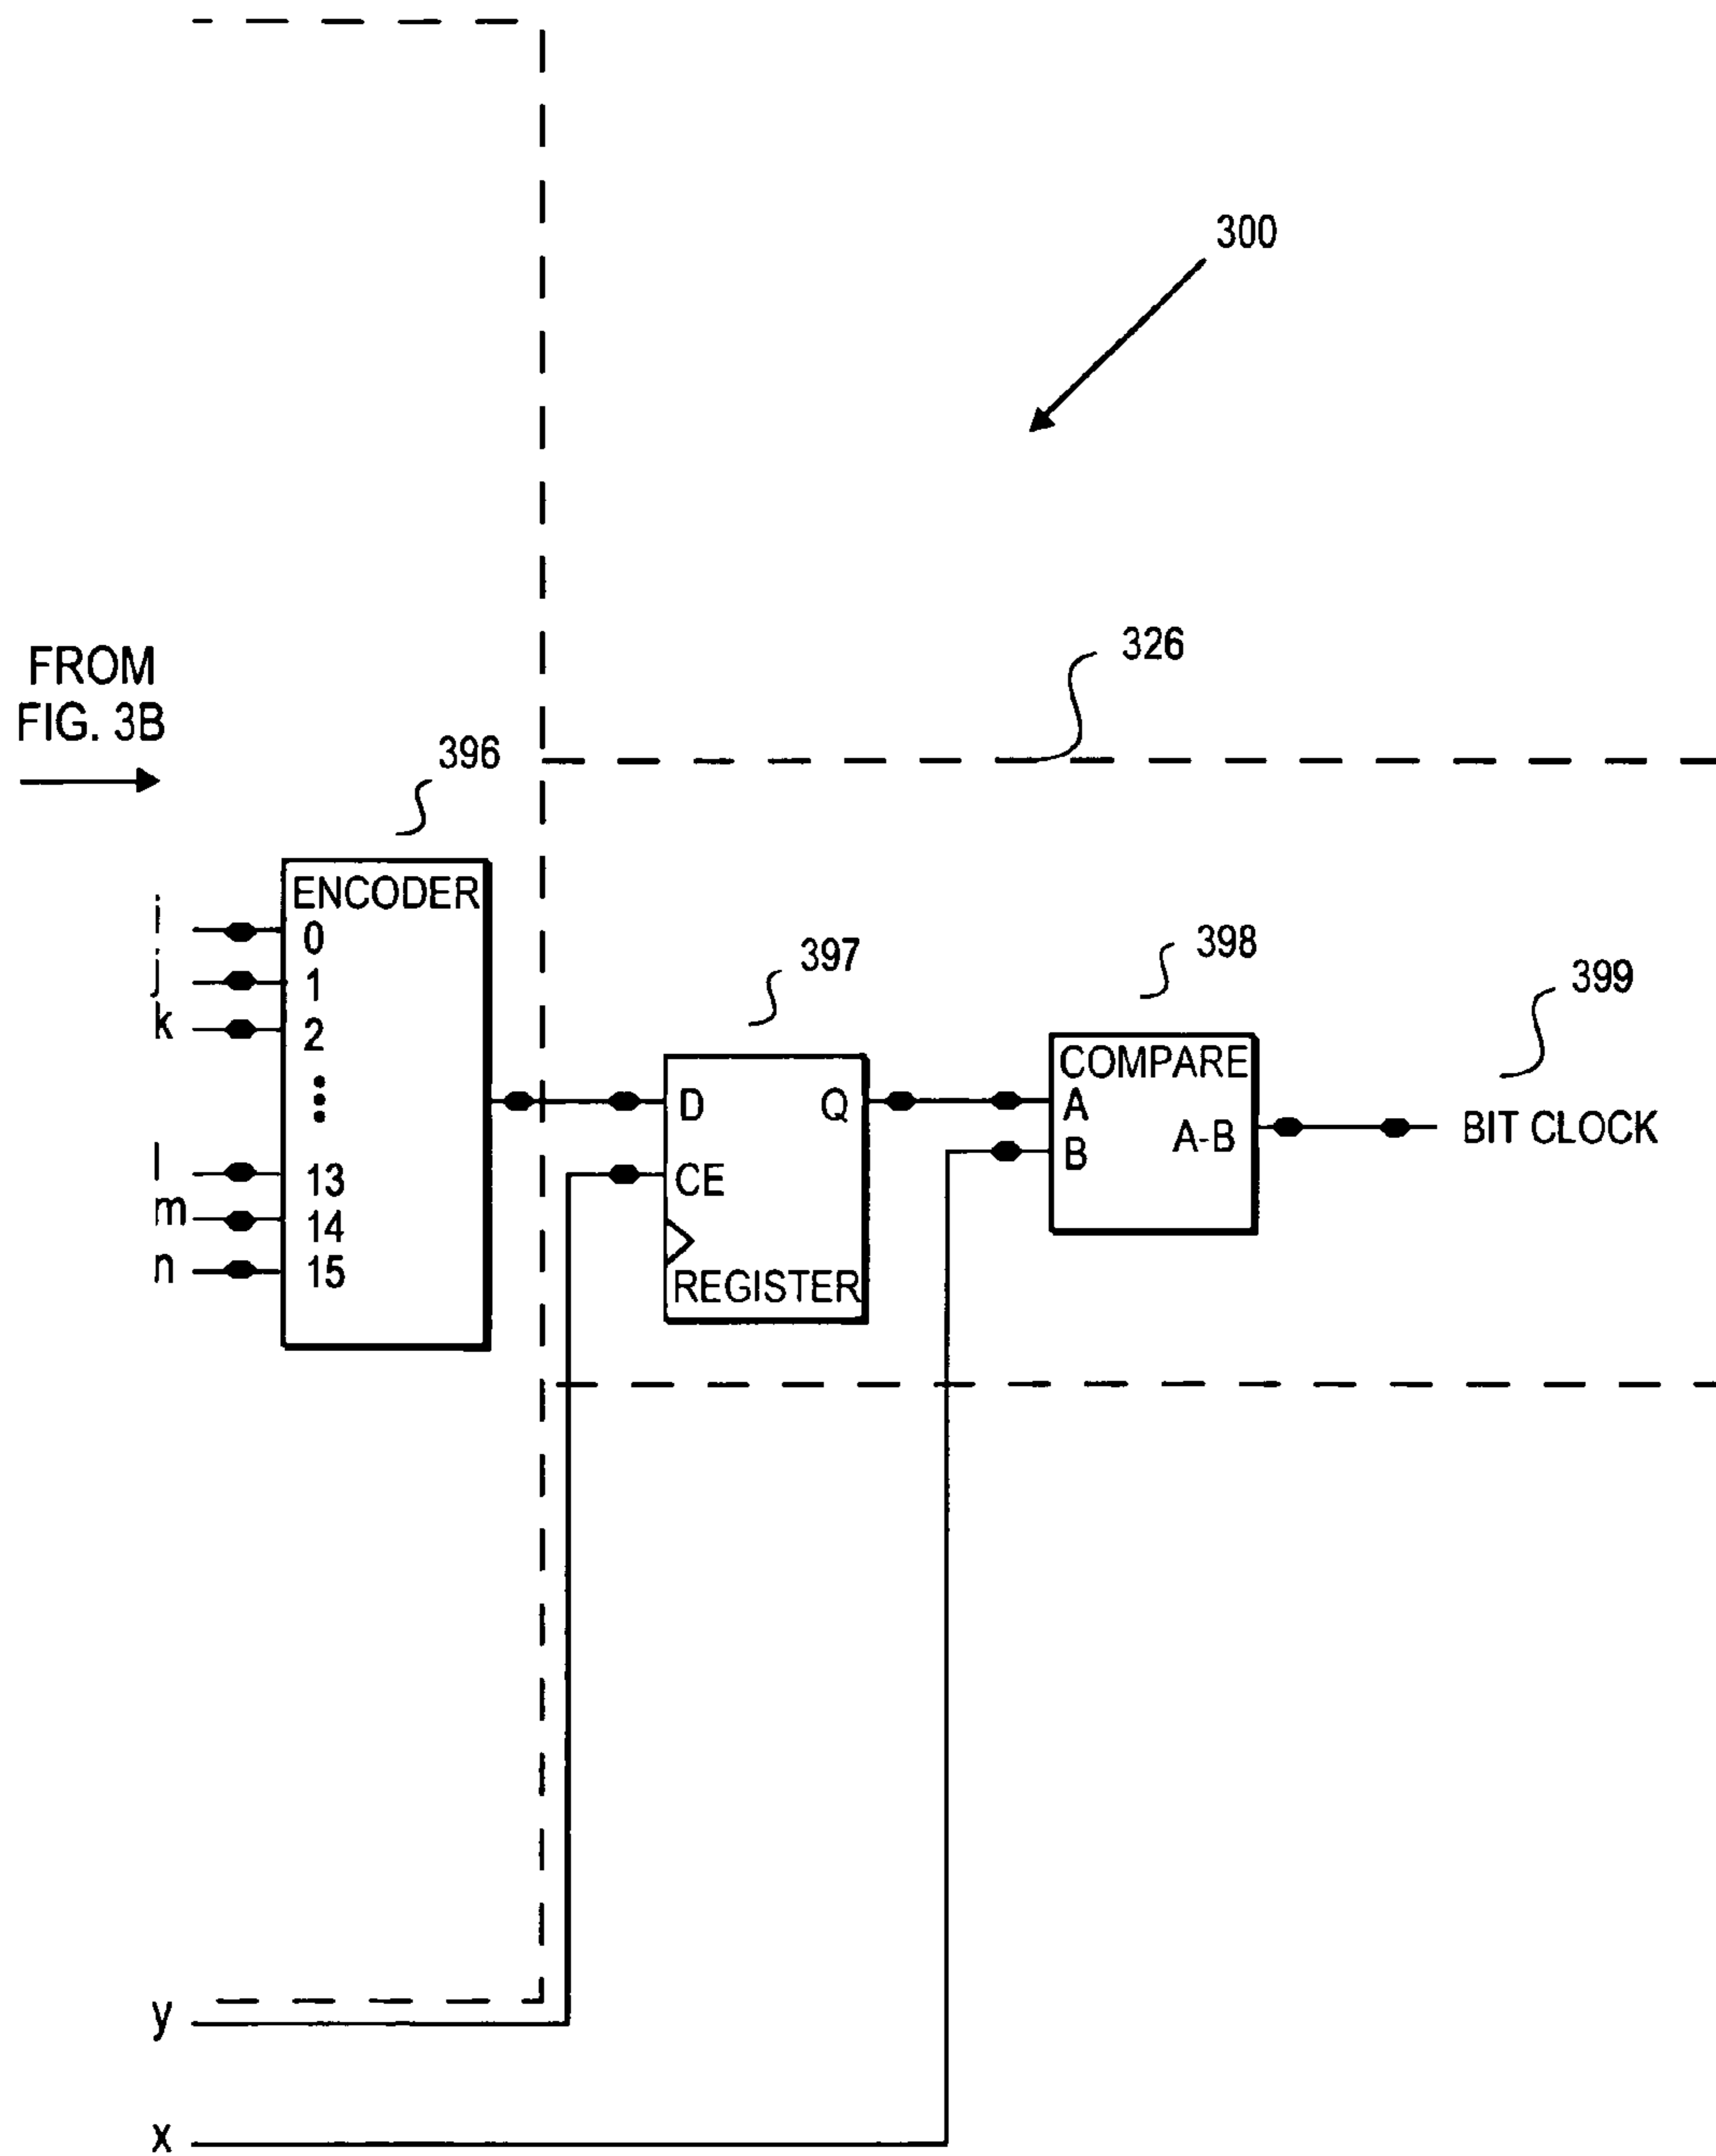 300
326
FROM
FIG. 3B
396
ENCODER
i
0
j
1
k
2
l
13
m
14
n
15
397
D
Q
CE
REGISTER
398
COMPARE
A
B
A-B
399
BIT CLOCK
y
x